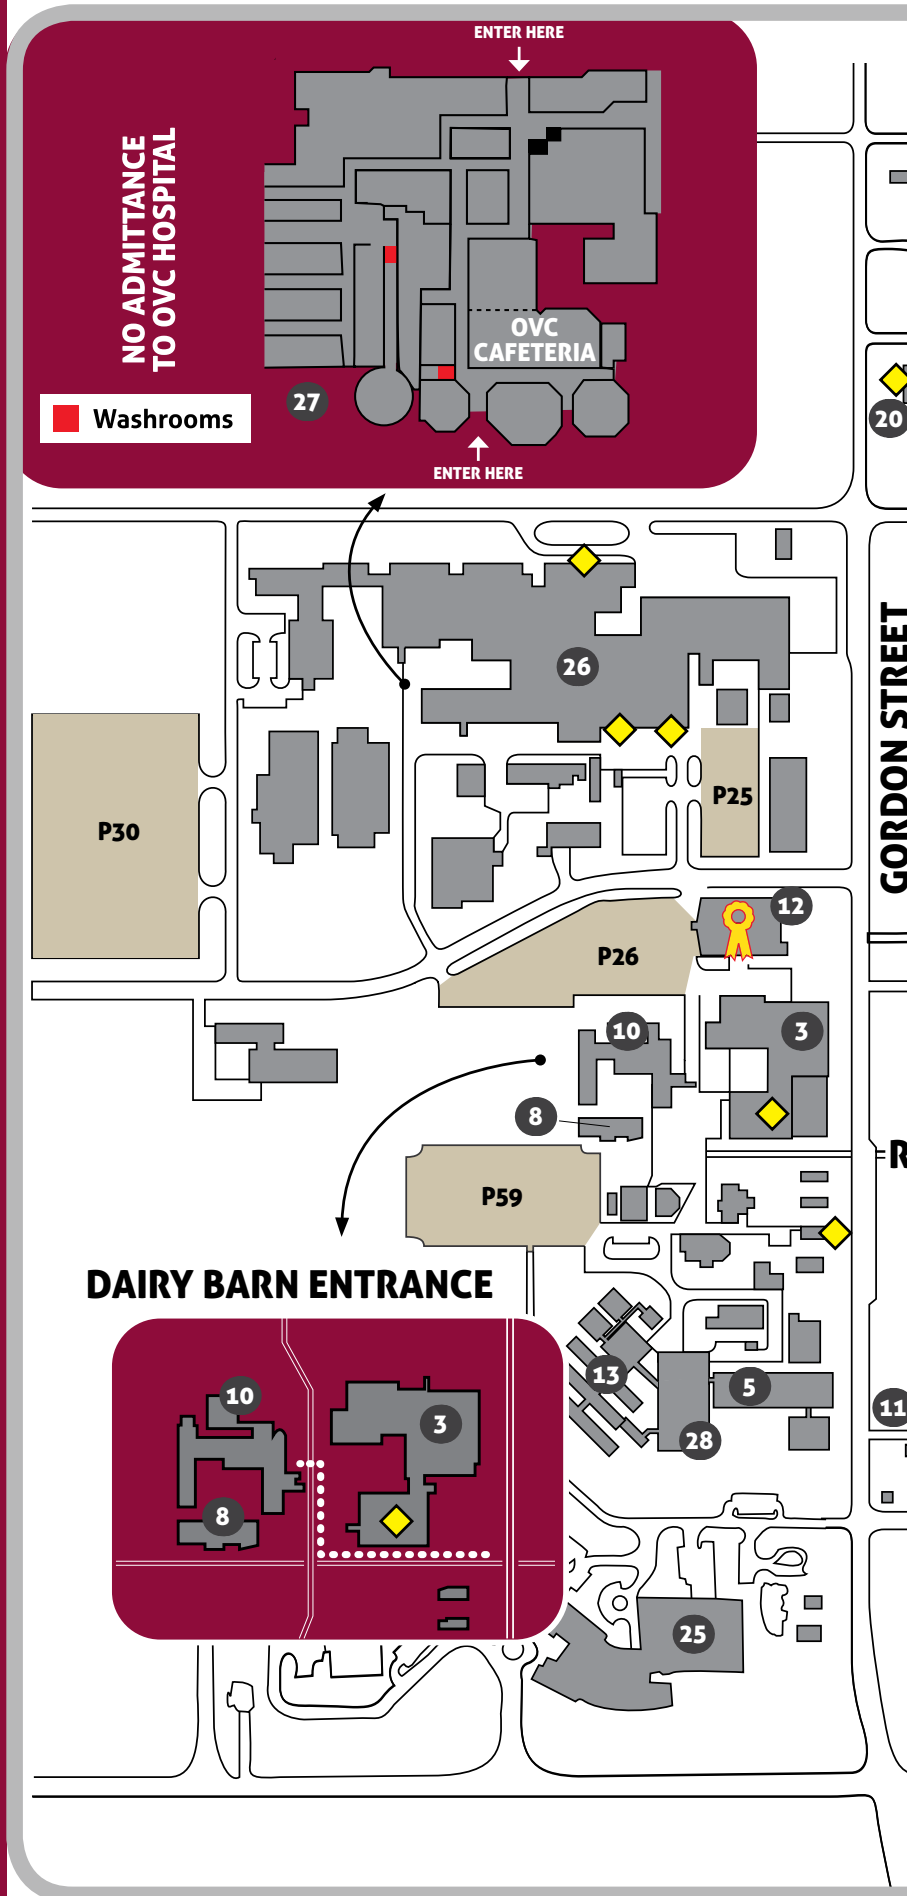 ENTER HERE
NO ADMITTANCE
TO OVC HOSPITAL
OVC
CAFETERIA
27
Washrooms
ENTER HERE
20
26
GORDON STREET
P25
P30
12
P26
3
10
8
R
P59
DAIRY BARN ENTRANCE
13
5
28
11
10
3
8
25